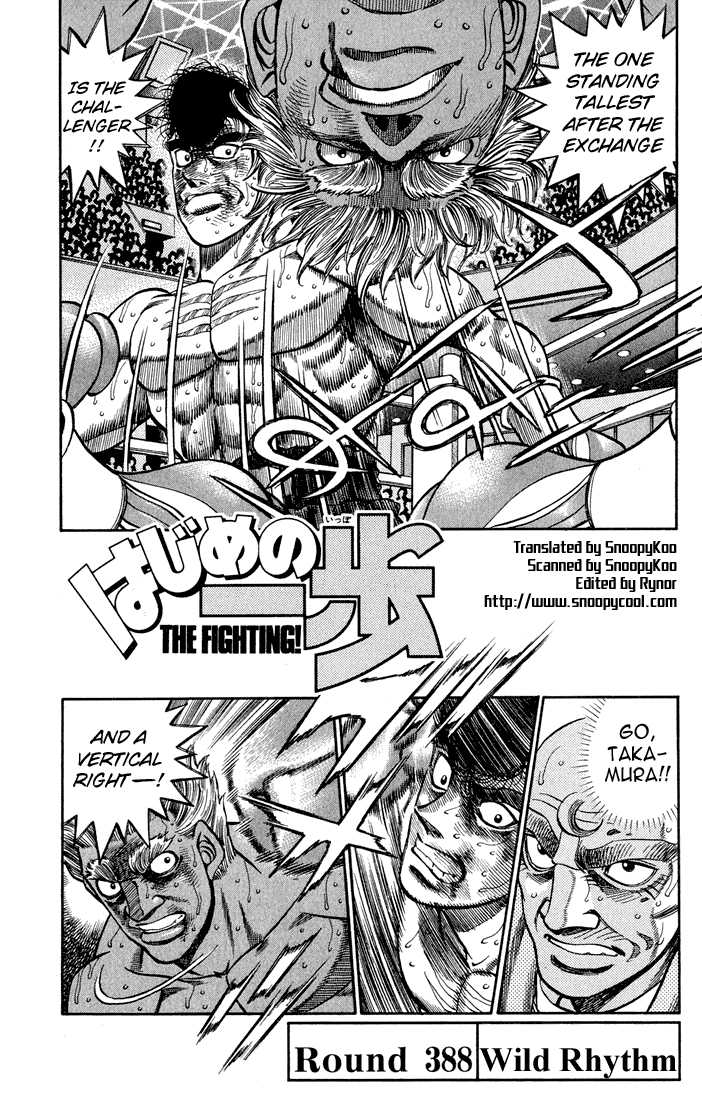 THE ONE
STANDING
TALLEST
AFTER THE
EXCHANGE
IS THE
CHAL-
LENGER
!!
はじめの一歩
いっぽ
THE FIGHTING!
Translated by SnoopyKoo
Scanned by SnoopyKoo
Edited by Rynor
http://www.snoopycool.com
GO,
TAKA-
MURA!!
AND A
VERTICAL
RIGHT—!
Round 388
Wild Rhythm